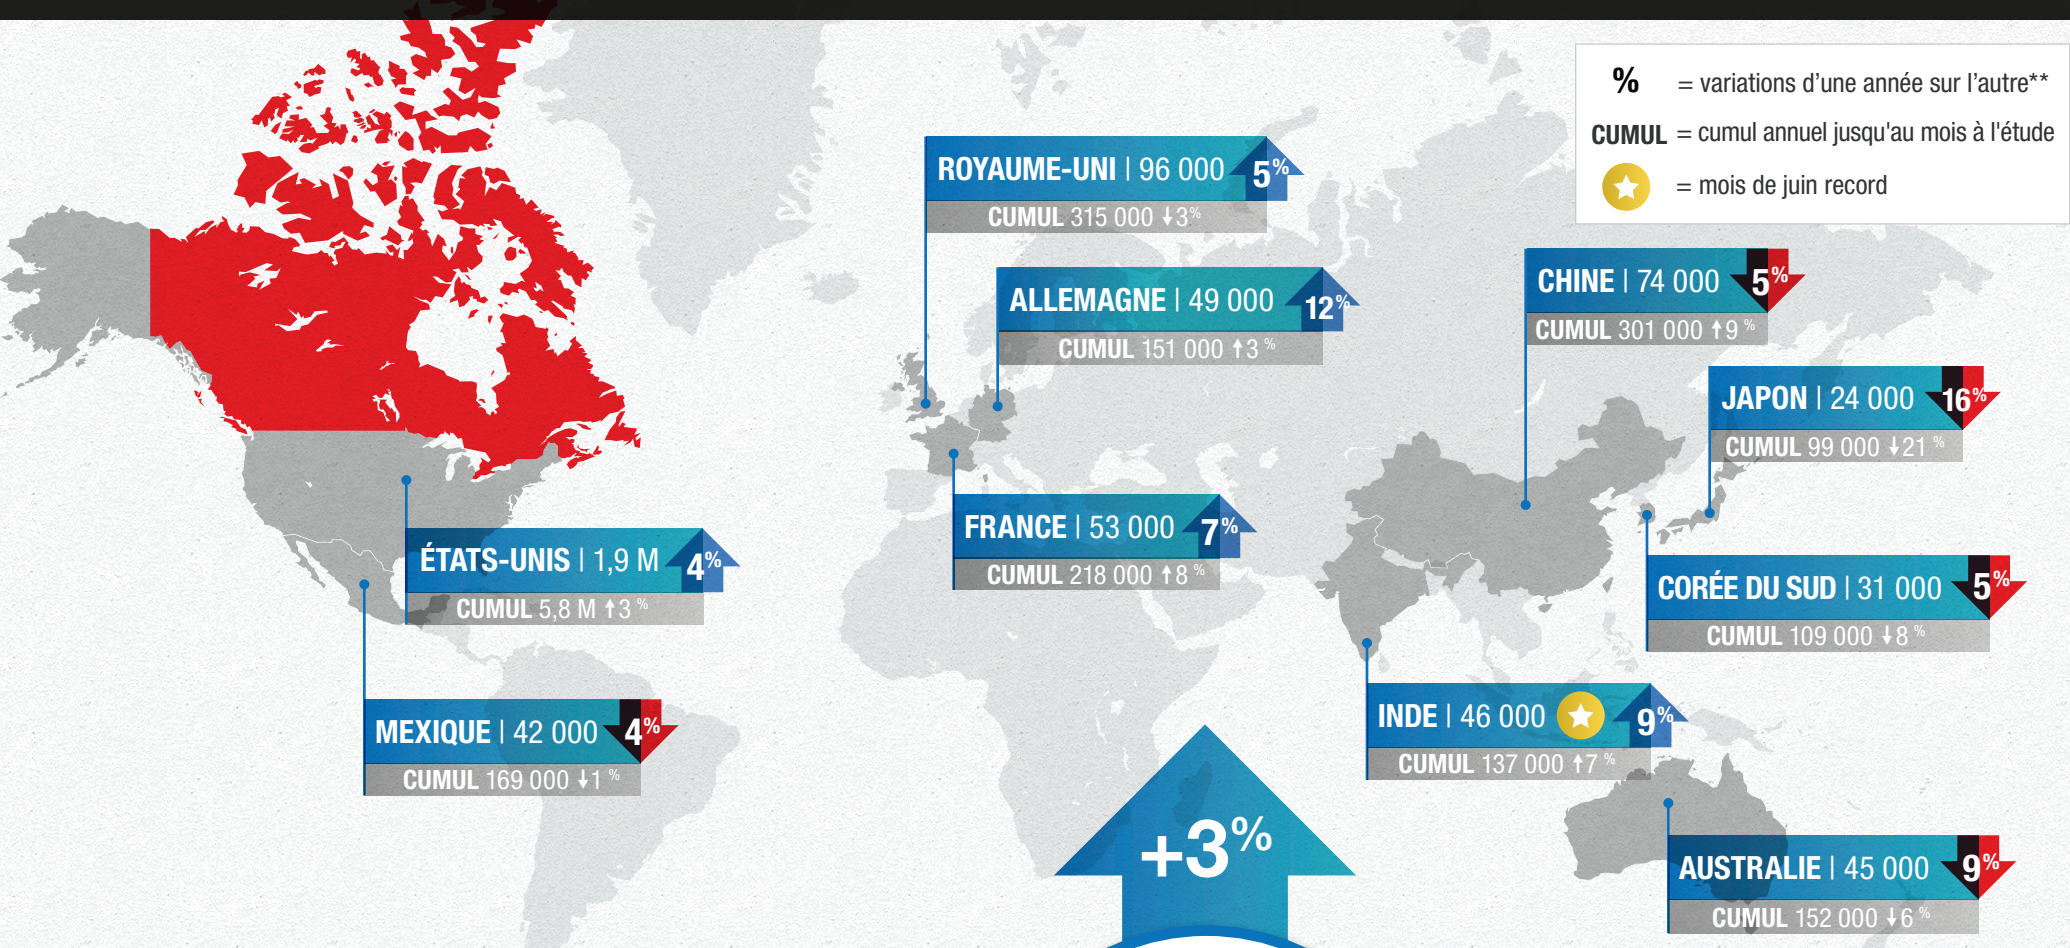 % = variations d’une année sur l’autre**
CUMUL = cumul annuel jusqu'au mois à l'étude
= mois de juin record
ROYAUME-UNI | 96 000 5%
CUMUL 315 000 ↓3%
ALLEMAGNE | 49 000 12%
CUMUL 151 000 ↑3 %
CHINE | 74 000 5%
CUMUL 301 000 ↑9 %
JAPON | 24 000 16%
CUMUL 99 000 ↓21 %
FRANCE | 53 000 7%
CUMUL 218 000 ↑8 %
ÉTATS-UNIS | 1,9 M 4%
CUMUL 5,8 M ↑3 %
CORÉE DU SUD | 31 000 5%
CUMUL 109 000 ↓8 %
MEXIQUE | 42 000 4%
CUMUL 169 000 ↓1 %
INDE | 46 000 9%
CUMUL 137 000 ↑7 %
+3%
AUSTRALIE | 45 000 9%
CUMUL 152 000 ↓6 %